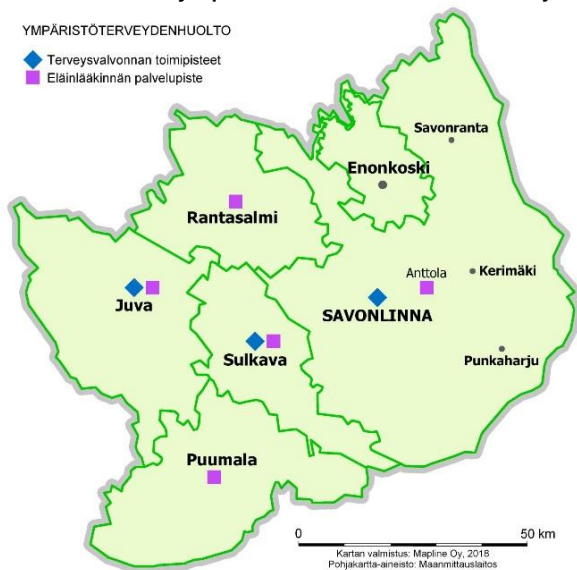 YMPÄRISTÖTERVEYDENHUOLTO
Terveysvalvonnan toimipisteet
Eläinlääkinnän palvelupiste
Savonranta
Enonkoski
Rantasalmi
Anttola
Kerimäki
Juva
SAVONLINNA
Sulkava
Punkaharju
Puumala
0 50 km
Kartan valmistus: Mapline Oy, 2018
Pohjakartta-aineisto: Maanmittauslaitos